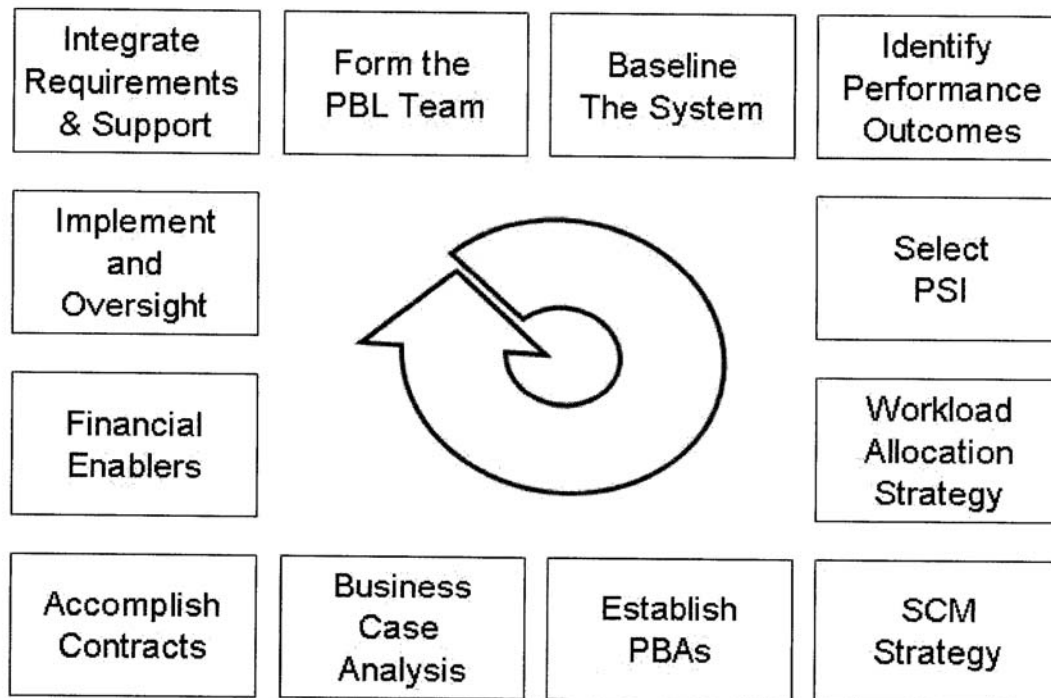 Integrate
Requirements
& Support
Form the
PBL Team
Baseline
The System
Identify
Performance
Outcomes
Implement
and
Oversight
Select
PSI
Financial
Enablers
Workload
Allocation
Strategy
Accomplish
Contracts
Business
Case
Analysis
Establish
PBAs
SCM
Strategy